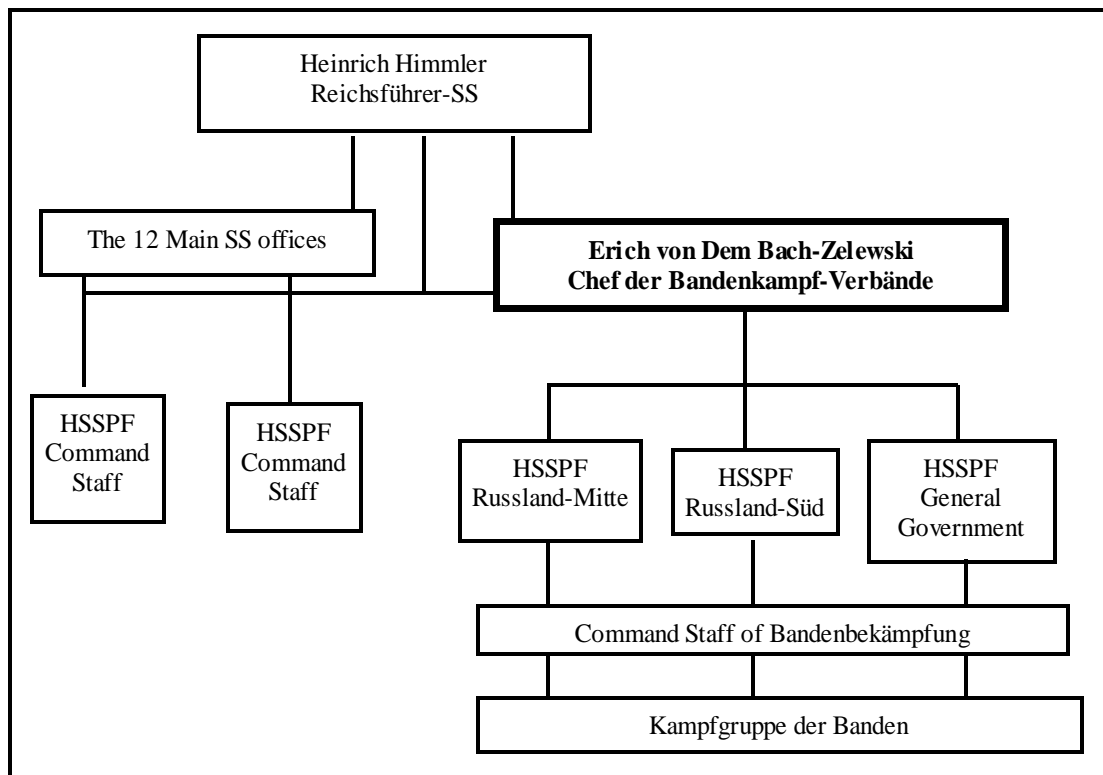 Heinrich Himmler
Reichsführer-SS
The 12 Main SS offices
Erich von Dem Bach-Zelewski
Chef der Bandenkampf-Verbände
HSSPF
Command
Staff
HSSPF
Command
Staff
HSSPF
Russland-Mitte
HSSPF
Russland-Süd
HSSPF
General
Government
Command Staff of Bandenbekämpfung
Kampfgruppe der Banden